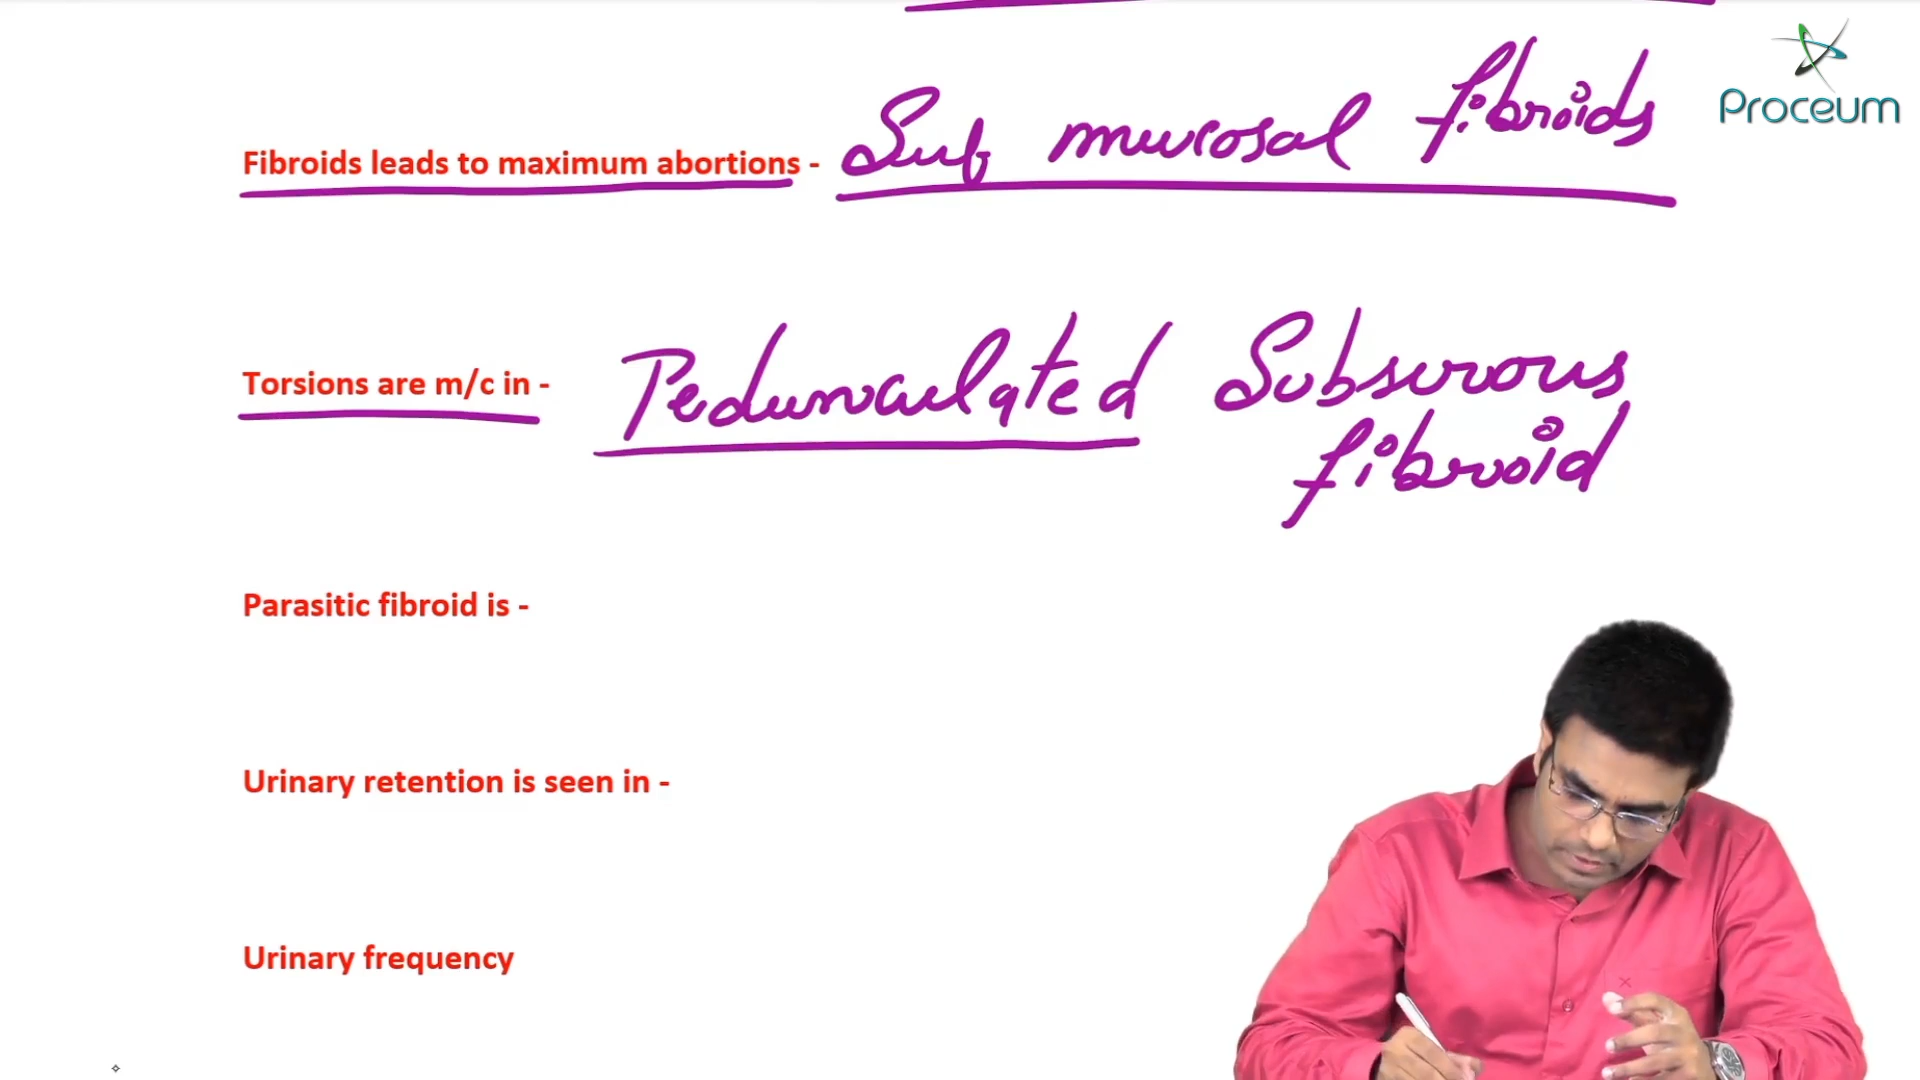 Proceum
Fibroids leads to maximum abortions - Sub mucosal fibroids
Torsions are m/c in - Pedunculated Subserous
fibroid
Parasitic fibroid is -
Urinary retention is seen in -
Urinary frequency